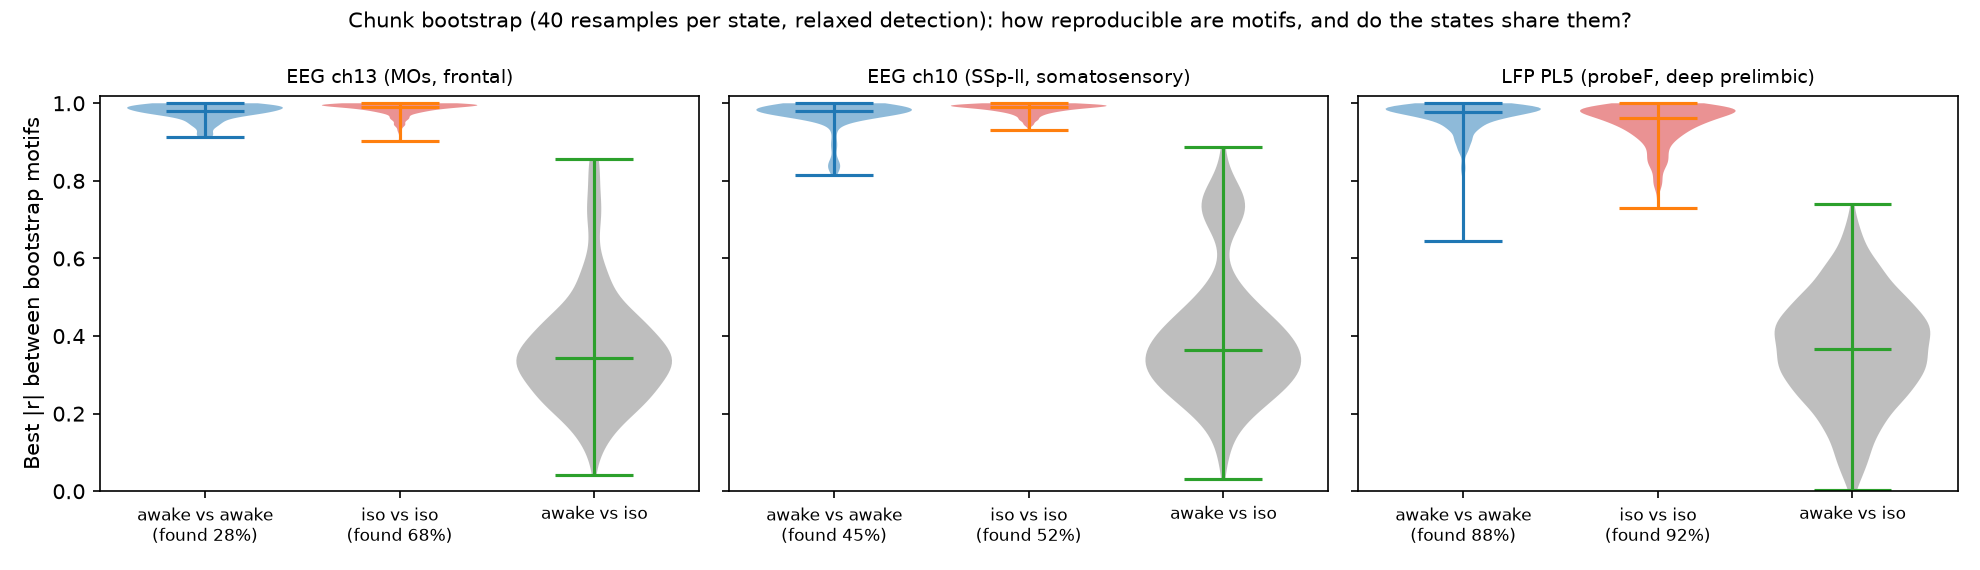 Chunk bootstrap (40 resamples per state, relaxed detection): how reproducible are motifs, and do the states share them?
EEG ch13 (MOs, frontal)
EEG ch10 (SSp-ll, somatosensory)
LFP PL5 (probeF, deep prelimbic)
Best |r| between bootstrap motifs
1.0
0.8
0.6
0.4
0.2
0.0
awake vs awake
(found 28%)
iso vs iso
(found 68%)
awake vs iso
awake vs awake
(found 45%)
iso vs iso
(found 52%)
awake vs iso
awake vs awake
(found 88%)
iso vs iso
(found 92%)
awake vs iso